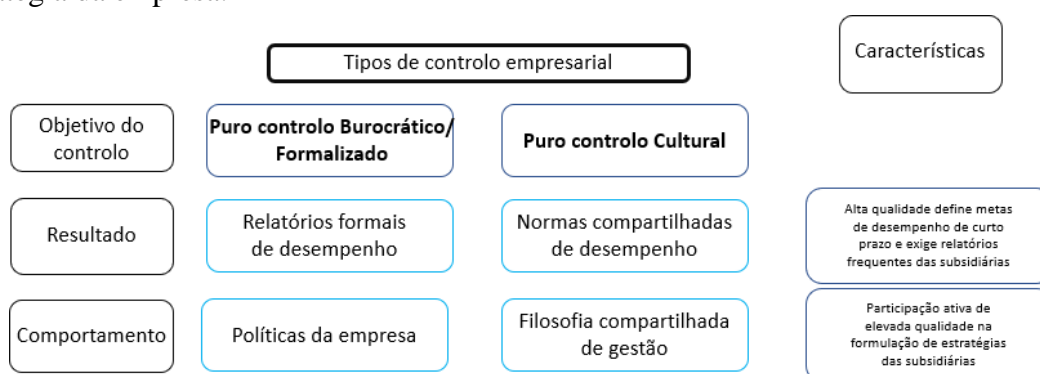 Tipos de controlo empresarial
Características
Objetivo do
controlo
Puro controlo Burocrático/
Formalizado
Puro controlo Cultural
Resultado
Relatórios formais
de desempenho
Normas compartilhadas
de desempenho
Alta qualidade define metas
de desempenho de curto
prazo e exige relatórios
frequentes das subsidiárias
Comportamento
Políticas da empresa
Filosofia compartilhada
de gestão
Participação ativa de
elevada qualidade na
formulação de estratégias
das subsidiárias